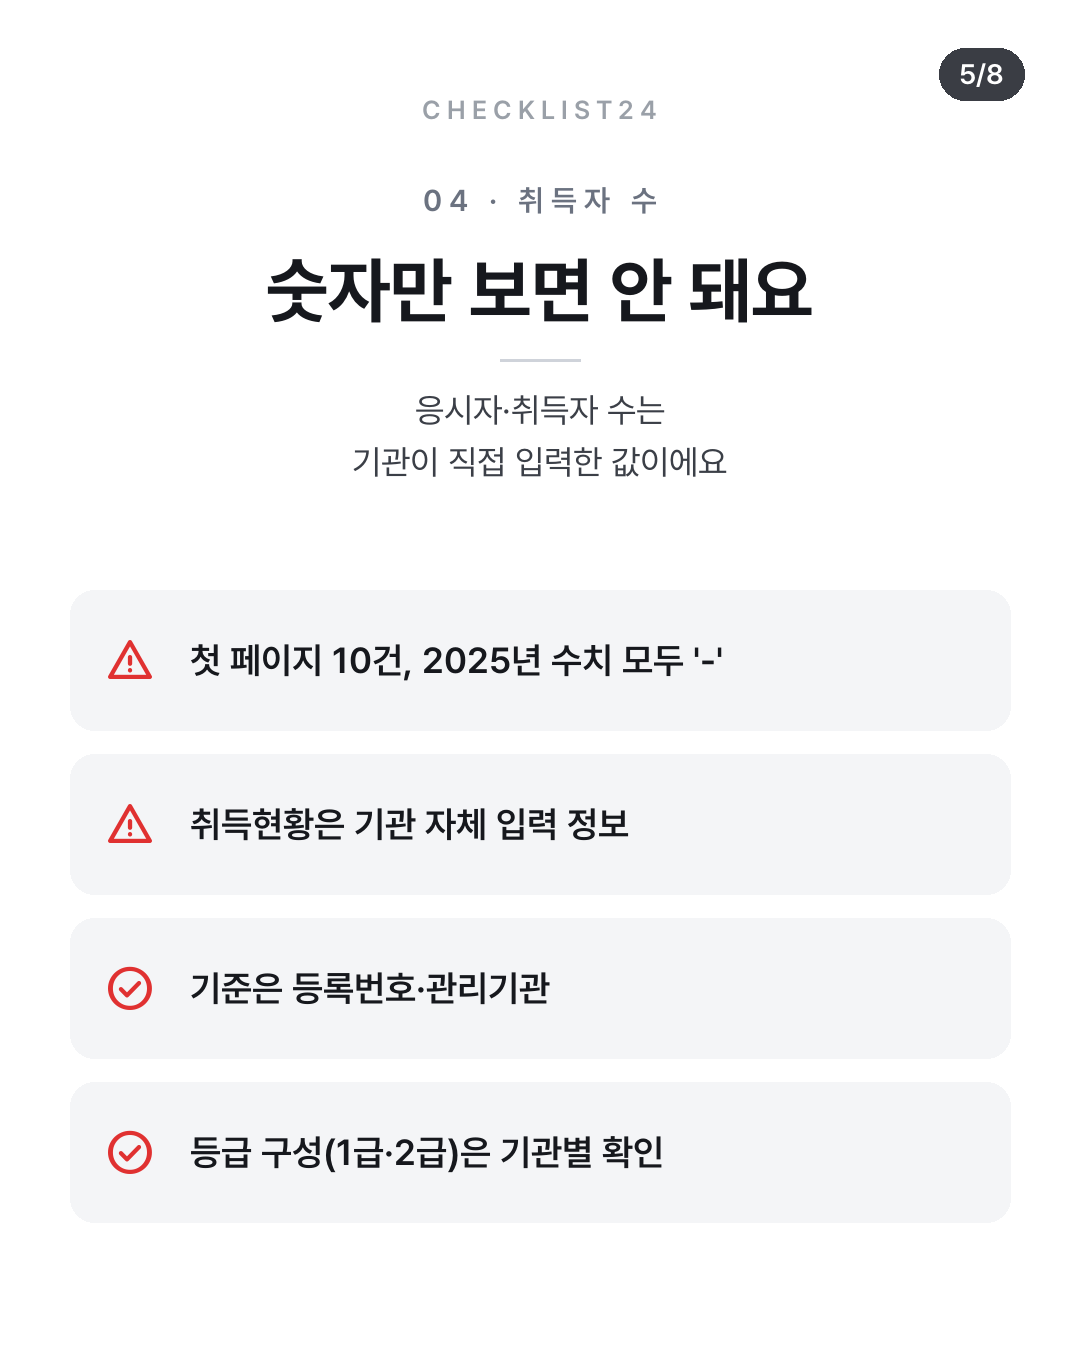 5/8
CHECKLIST24
04 · 취득자 수
숫자만 보면 안 돼요
응시자·취득자 수는
기관이 직접 입력한 값이에요
첫 페이지 10건, 2025년 수치 모두 '-'
취득현황은 기관 자체 입력 정보
기준은 등록번호·관리기관
등급 구성(1급·2급)은 기관별 확인